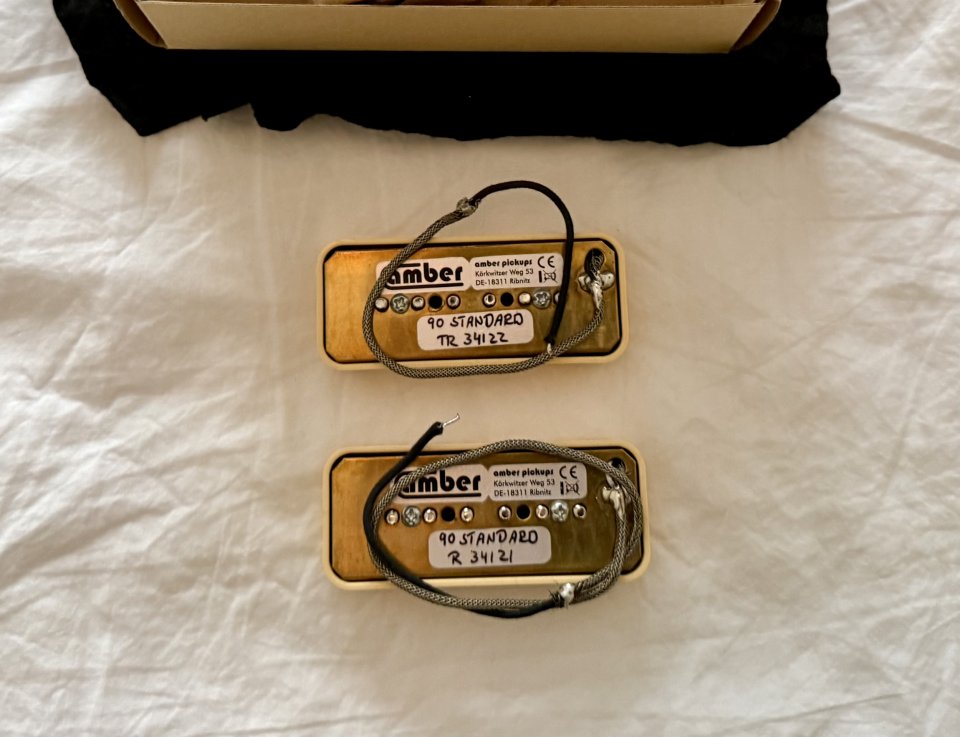 amber
amber pickups
Körkwitzer Weg 53
DE-18311 Ribnitz
CE
90 STANDARD
TR 34122
amber
amber pickups
Körkwitzer Weg 53
DE-18311 Ribnitz
CE
90 STANDARD
R 34121